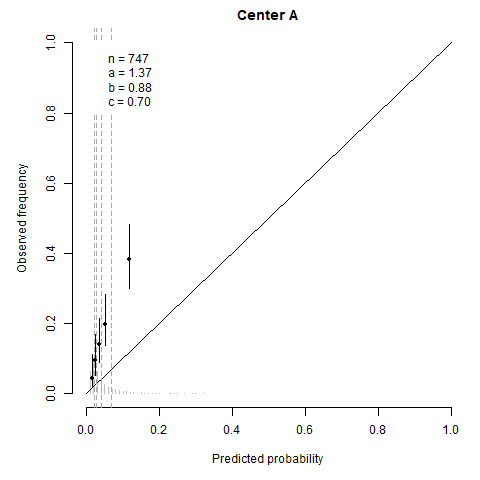 Center A
n = 747
a = 1.37
b = 0.88
c = 0.70
Observed frequency
1.0
0.8
0.6
0.4
0.2
0.0
0.0 0.2 0.4 0.6 0.8 1.0
Predicted probability